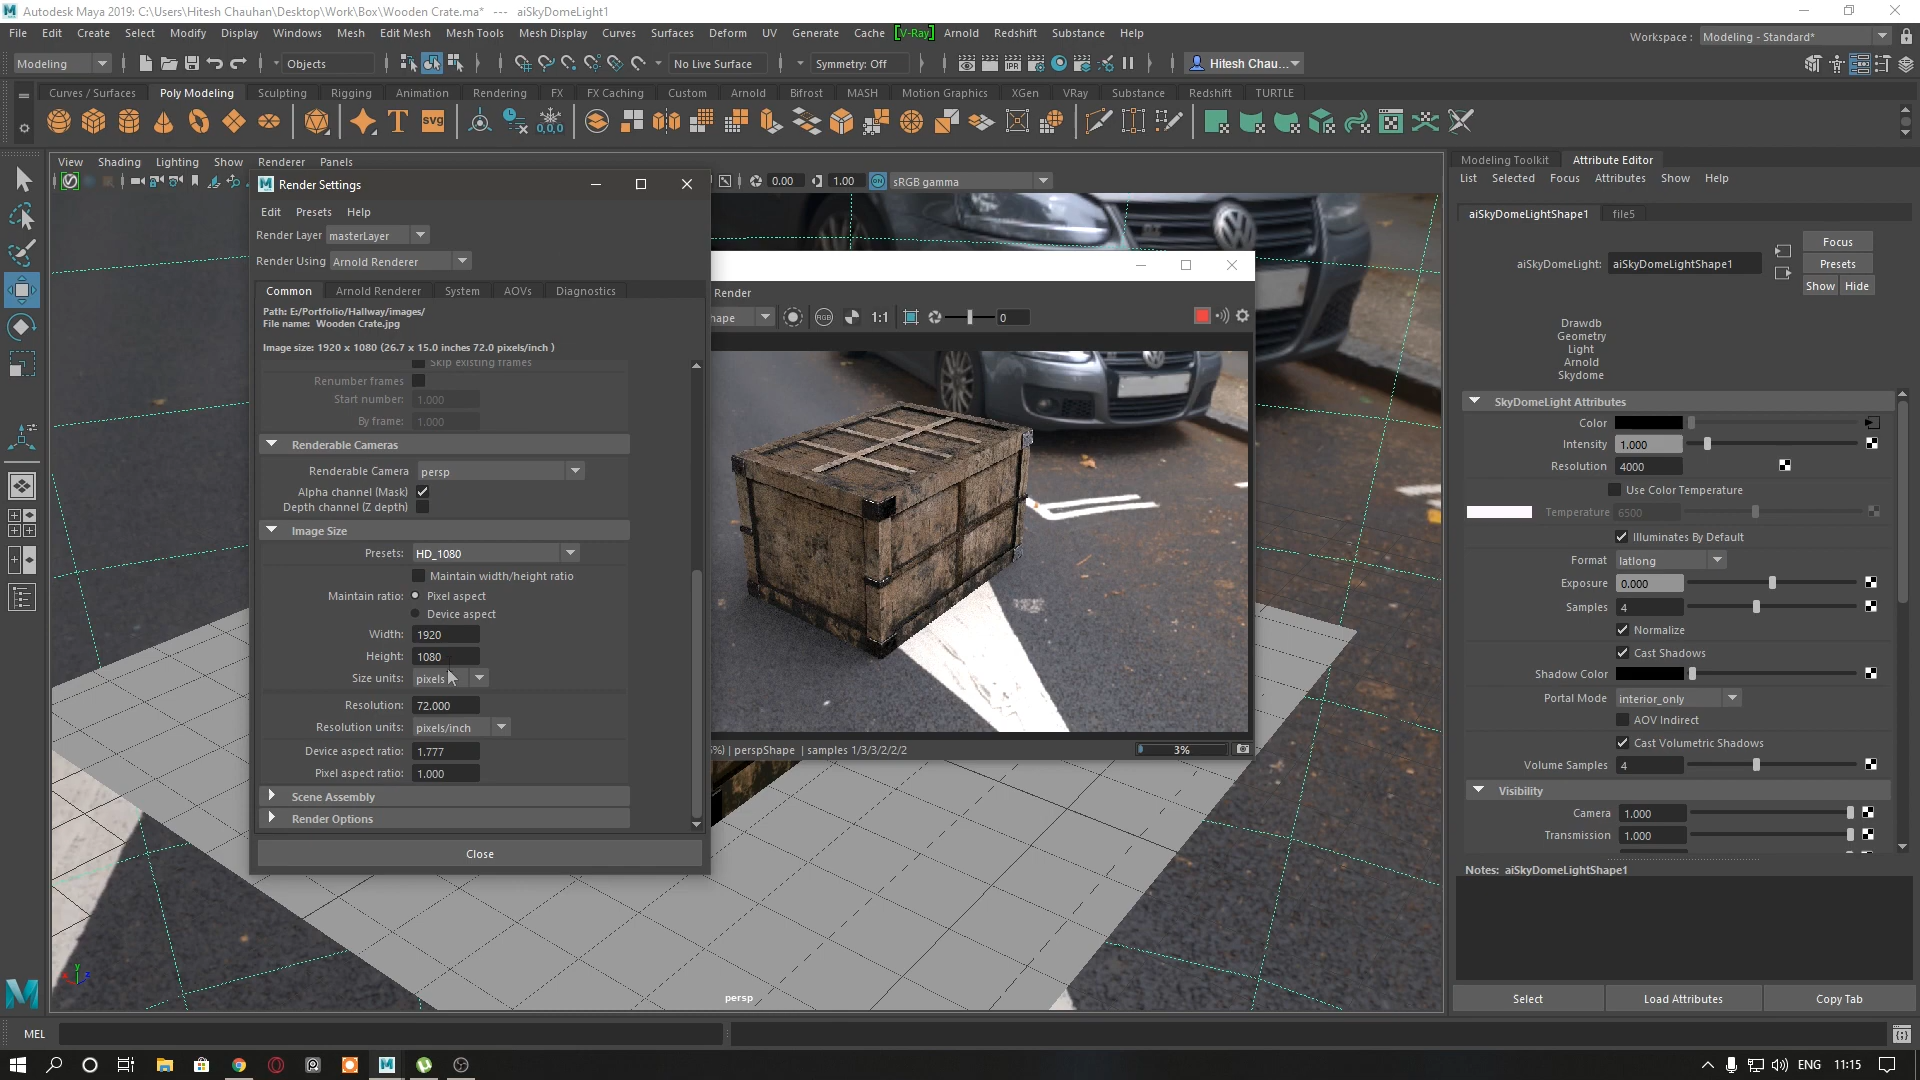 Autodesk Maya 2019: C:\Users\Hitesh Chauhan\Desktop\Work\Box\Wooden Crate.ma* --- aiSkyDomeLight1
File Edit Create Select Modify Display Windows Mesh Edit Mesh Mesh Tools Mesh Display Curves Surfaces Deform UV Generate Cache [V-Ray] Arnold Redshift Substance Help
Workspace : Modeling - Standard*
Modeling Objects No Live Surface Symmetry: Off IPR Hitesh Chau...
Curves / Surfaces Poly Modeling Sculpting Rigging Animation Rendering FX FX Caching Custom Arnold Bifrost MASH Motion Graphics XGen VRay Substance Redshift TURTLE
T svg 0,0,0
View Shading Lighting Show Renderer Panels
0.00 1.00 ON sRGB gamma
Render Settings
Edit Presets Help
Render Layer masterLayer
Render Using Arnold Renderer
Common Arnold Renderer System AOVs Diagnostics
Path: E:/Portfolio/Hallway/images/
File name: Wooden Crate.jpg
Image size: 1920 x 1080 (26.7 x 15.0 inches 72.0 pixels/inch )
Skip existing frames
Renumber frames
Start number: 1.000
By frame: 1.000
Renderable Cameras
Renderable Camera persp
Alpha channel (Mask)
Depth channel (Z depth)
Image Size
Presets: HD_1080
Maintain width/height ratio
Maintain ratio: Pixel aspect
Device aspect
Width: 1920
Height: 1080
Size units: pixels
Resolution: 72.000
Resolution units: pixels/inch
Device aspect ratio: 1.777
Pixel aspect ratio: 1.000
Scene Assembly
Render Options
Close
Render
hape RGB 1:1 0
%) | perspShape | samples 1/3/3/2/2/2
3%
persp
Modeling Toolkit Attribute Editor
List Selected Focus Attributes Show Help
aiSkyDomeLightShape1 file5
Focus
aiSkyDomeLight: aiSkyDomeLightShape1 Presets
Show Hide
Drawdb
Geometry
Light
Arnold
Skydome
SkyDomeLight Attributes
Color
Intensity 1.000
Resolution 4000
Use Color Temperature
Temperature 6500
Illuminates By Default
Format latlong
Exposure 0.000
Samples 4
Normalize
Cast Shadows
Shadow Color
Portal Mode interior_only
AOV Indirect
Cast Volumetric Shadows
Volume Samples 4
Visibility
Camera 1.000
Transmission 1.000
Notes: aiSkyDomeLightShape1
Select Load Attributes Copy Tab
MEL
ENG 11:15